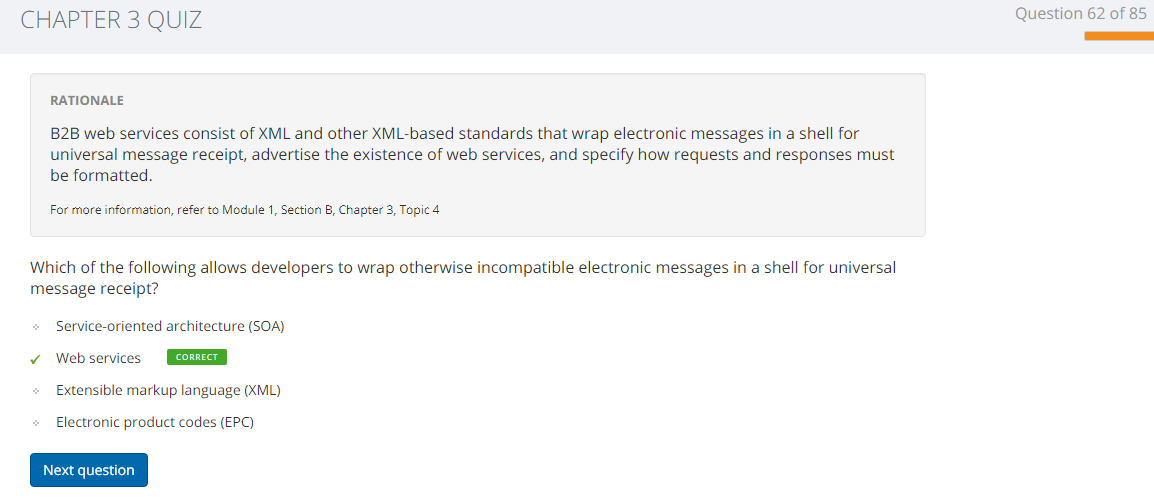 CHAPTER 3 QUIZ
Question 62 of 85
RATIONALE
B2B web services consist of XML and other XML-based standards that wrap electronic messages in a shell for
universal message receipt, advertise the existence of web services, and specify how requests and responses must
be formatted.
For more information, refer to Module 1, Section B, Chapter 3, Topic 4
Which of the following allows developers to wrap otherwise incompatible electronic messages in a shell for universal
message receipt?
Service-oriented architecture (SOA)
Web services CORRECT
Extensible markup language (XML)
Electronic product codes (EPC)
Next question